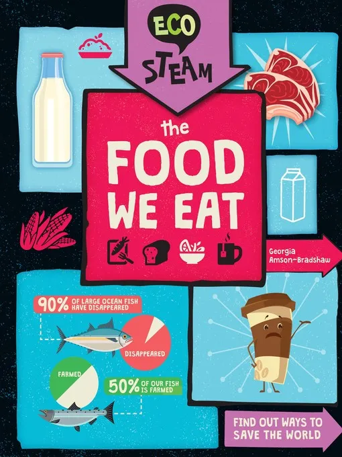 ECO
STEAM
the
FOOD
WE EAT
Georgia
Amson-Bradshaw
90% OF LARGE OCEAN FISH
HAVE DISAPPEARED
DISAPPEARED
FARMED
50% OF OUR FISH
IS FARMED
FIND OUT WAYS TO
SAVE THE WORLD